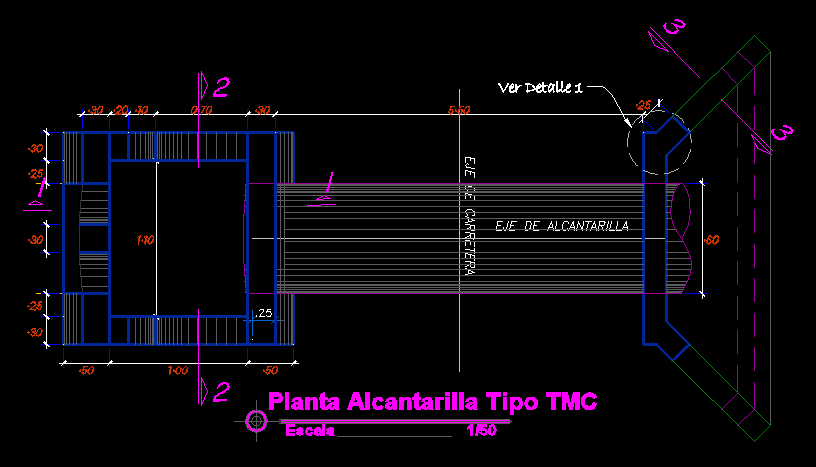 3
2
Ver Detalle 1
.30 .20 .10 0.70 .30 5.50 .25
3
.30
.25
1
1
EJE DE CARRETERA
EJE DE ALCANTARILLA
.30
1.10
.60
.25
.25
.30
.50 1.00 .50
2
Planta Alcantarilla Tipo TMC
Escala 1/50